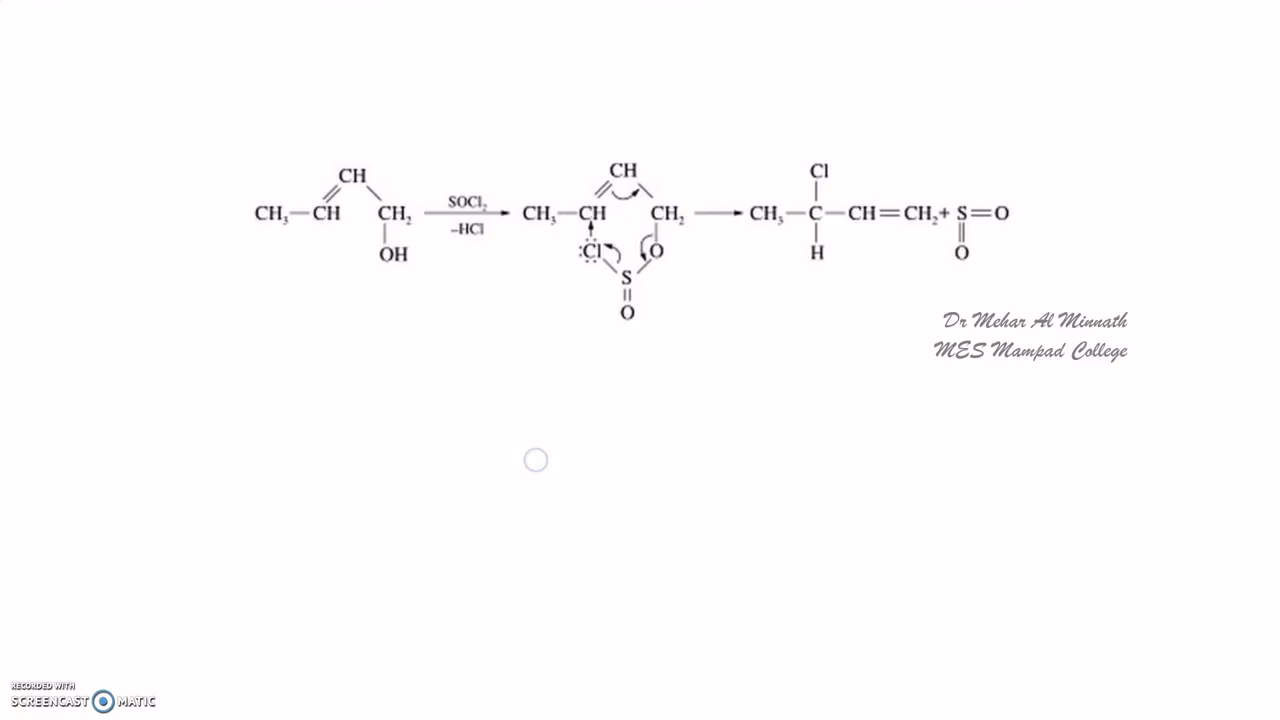 CH₃—CH=CH—CH₂—OH
SOCl₂
–HCl
CH₃—CH=CH—CH₂—O—S(=O)—Cl:
CH₃—C(Cl)(H)—CH=CH₂ + S(=O)=O
Dr Mehar Al Minnath
MES Mampad College
RECORDED WITH
SCREENCAST MATIC